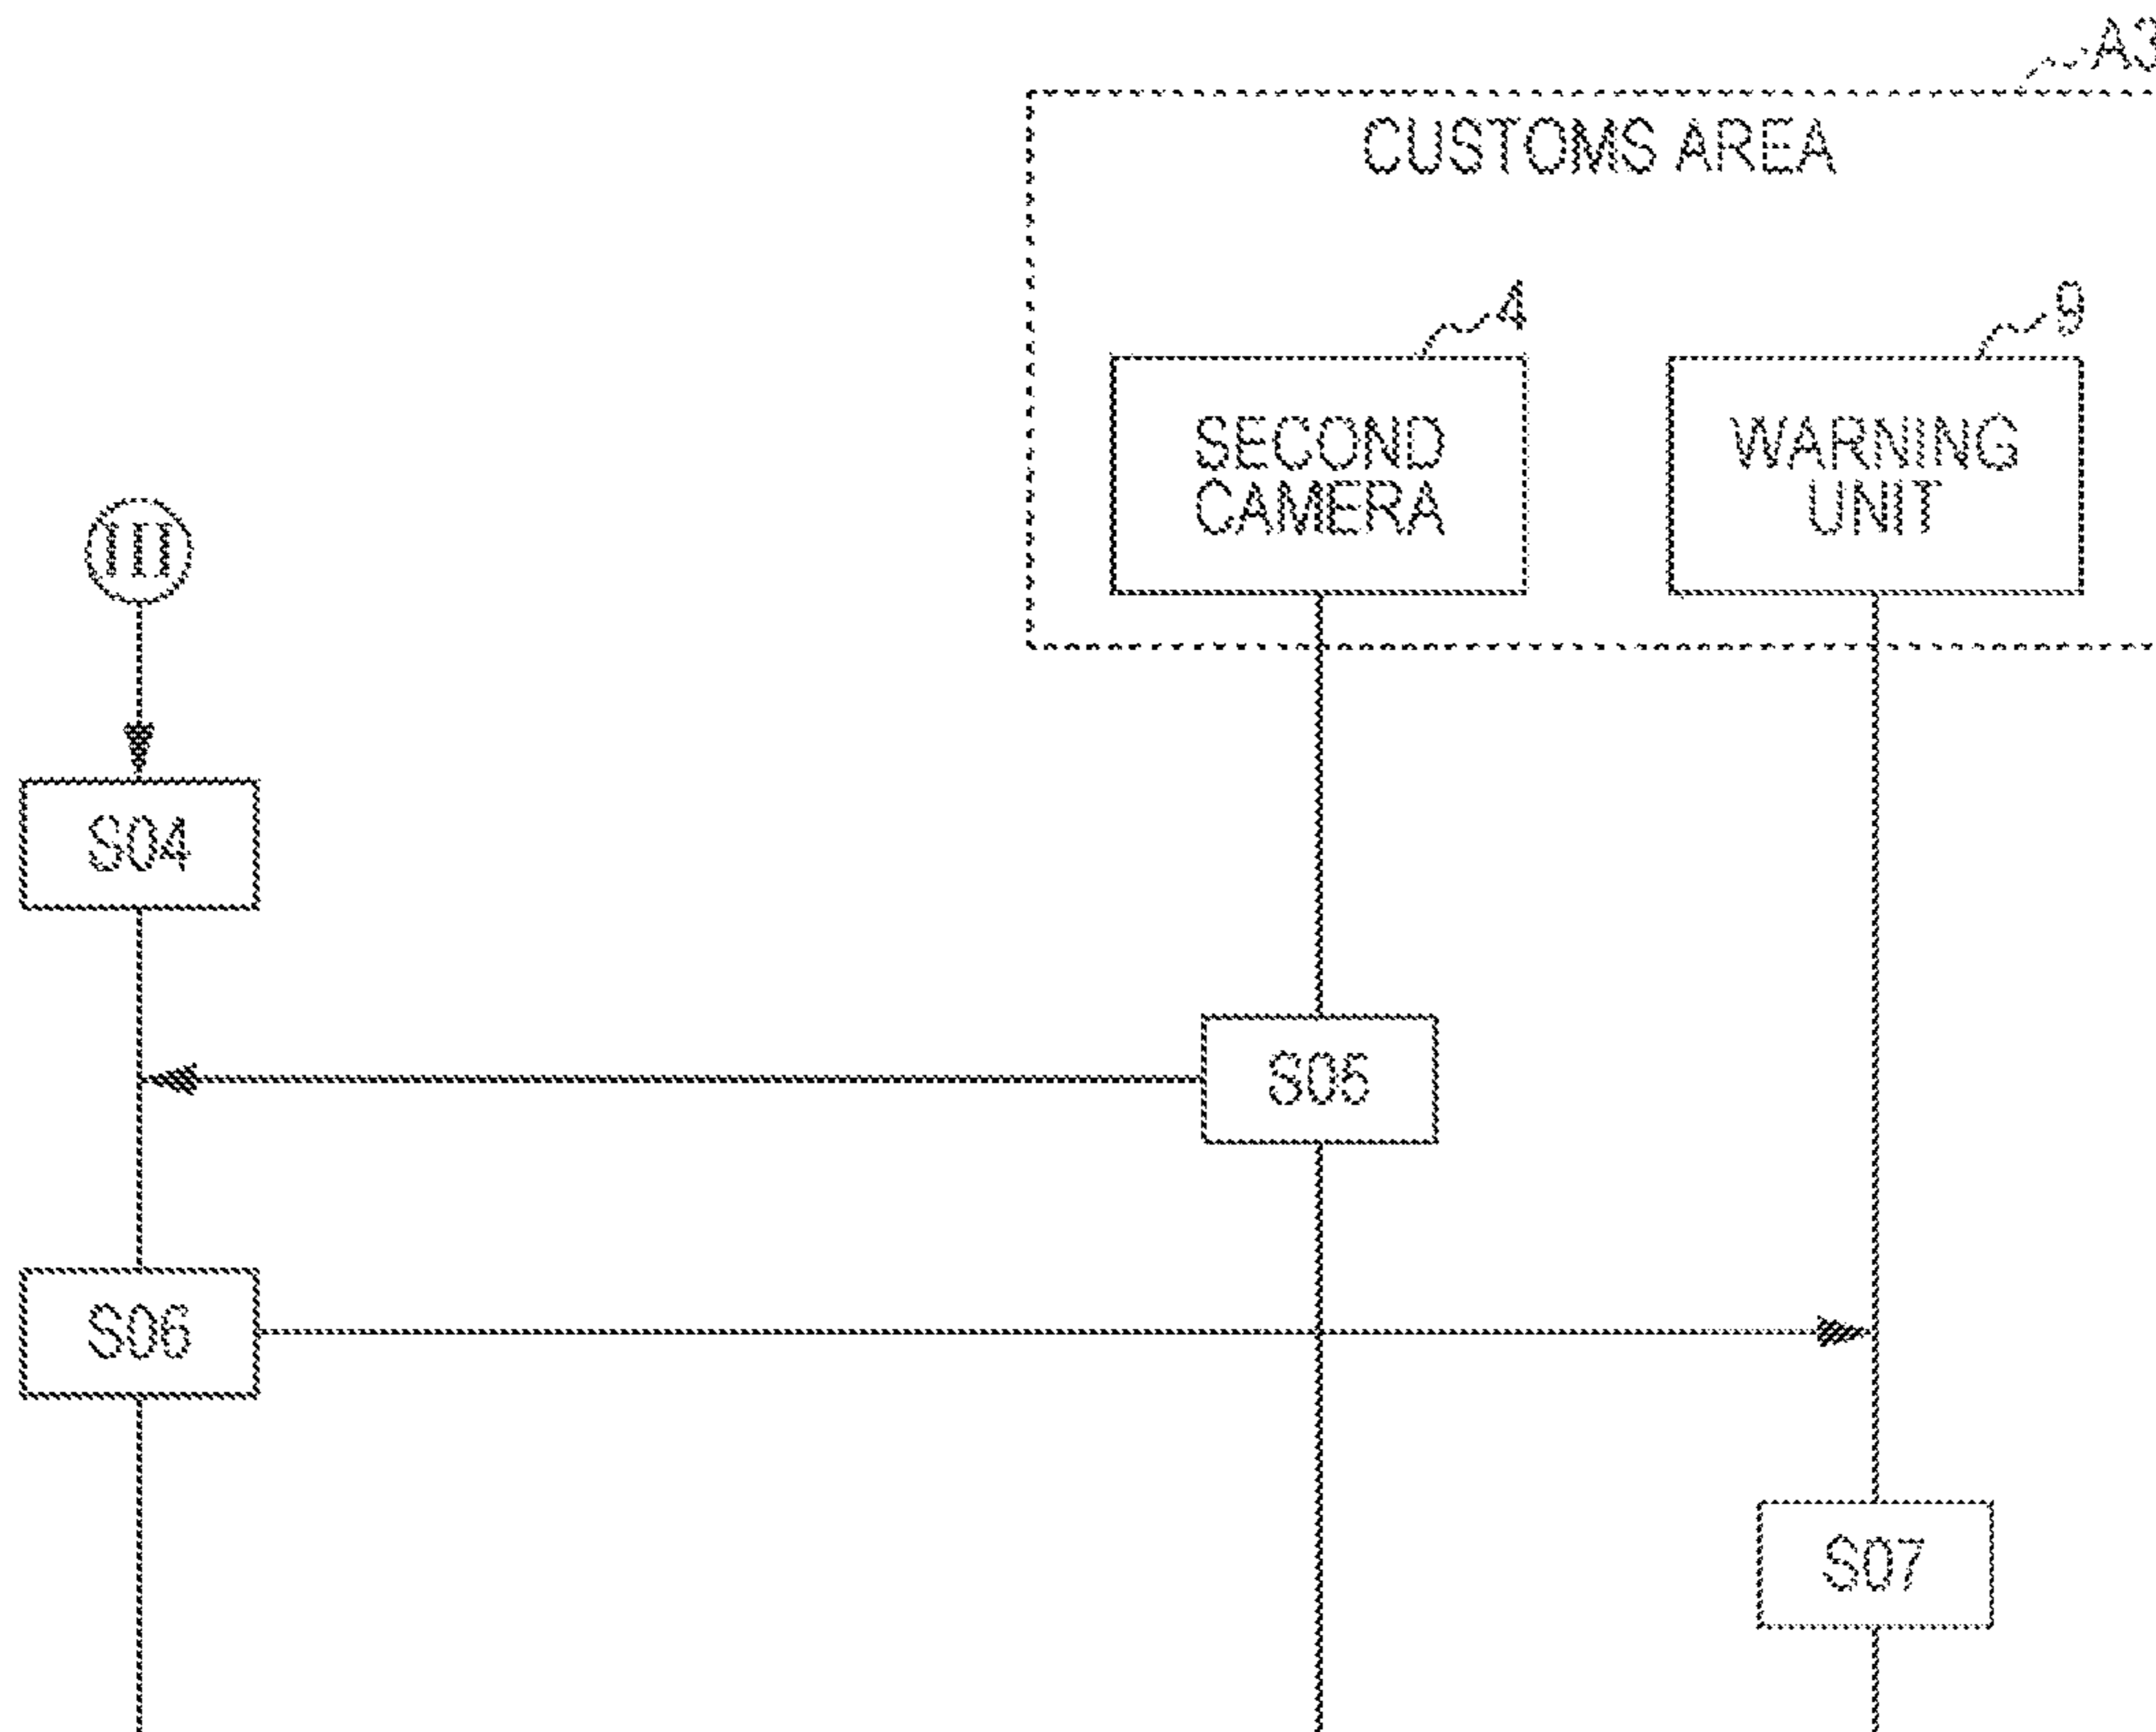 A3
CUSTOMS AREA
4
9
SECOND
CAMERA
WARNING
UNIT
III
S04
S05
S06
S07